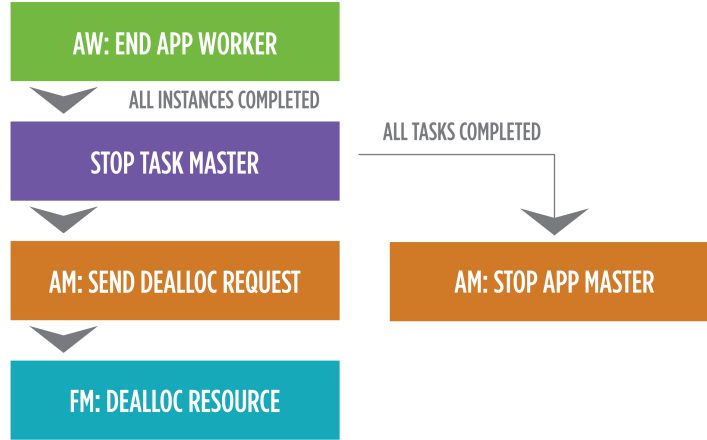 AW: END APP WORKER
ALL INSTANCES COMPLETED
STOP TASK MASTER
ALL TASKS COMPLETED
AM: SEND DEALLOC REQUEST
AM: STOP APP MASTER
FM: DEALLOC RESOURCE